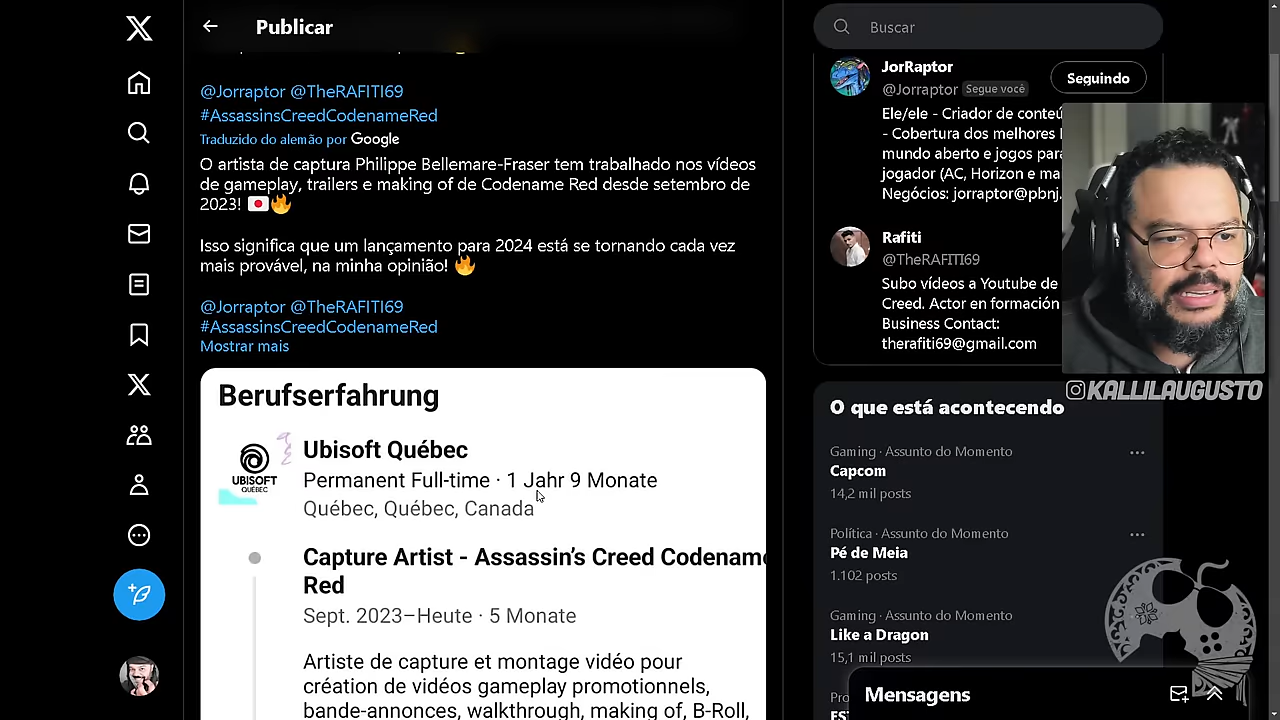 Publicar
@Jorraptor @TheRAFITI69
#AssassinsCreedCodenameRed
Traduzido do alemão por Google
O artista de captura Philippe Bellemare-Fraser tem trabalhado nos vídeos
de gameplay, trailers e making of de Codename Red desde setembro de
2023! 🇯🇵🔥
Isso significa que um lançamento para 2024 está se tornando cada vez
mais provável, na minha opinião! 🔥
@Jorraptor @TheRAFITI69
#AssassinsCreedCodenameRed
Mostrar mais
Berufserfahrung
UBISOFT
QUÉBEC
Ubisoft Québec
Permanent Full-time · 1 Jahr 9 Monate
Québec, Québec, Canada
Capture Artist - Assassin's Creed Codename
Red
Sept. 2023–Heute · 5 Monate
Artiste de capture et montage vidéo pour
création de vidéos gameplay promotionnels,
bande-annonces, walkthrough, making of, B-Roll,
Buscar
JorRaptor
@Jorraptor Segue você
Seguindo
Ele/ele - Criador de
- Cobertura dos melhores
mundo aberto e jogos
jogador (AC, Horizon e
Negócios: jorraptor@pbnj.
Rafiti
@TheRAFITI69
Subo vídeos a Youtube de
Creed. Actor en formación
Business Contact:
therafiti69@gmail.com
@KALLILAUGUSTO
O que está acontecendo
Gaming · Assunto do Momento
Capcom
14,2 mil posts
Política · Assunto do Momento
Pé de Meia
1.102 posts
Gaming · Assunto do Momento
Like a Dragon
15,1 mil posts
Mensagens